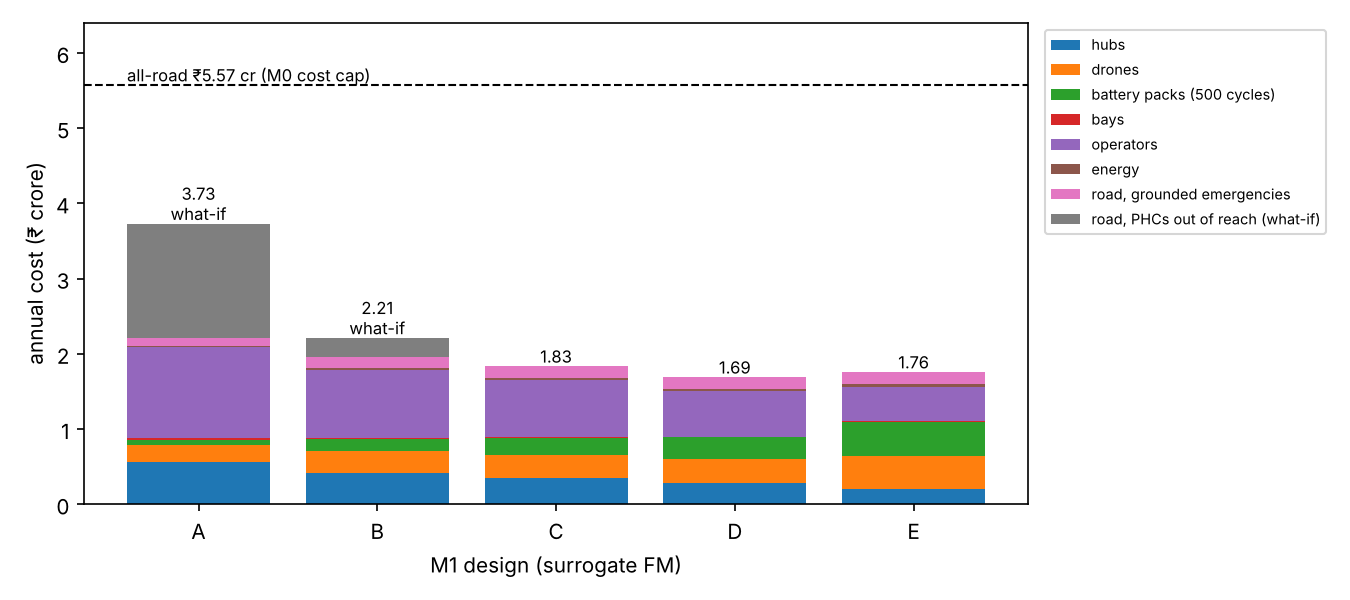 6
5
4
3
2
1
0
annual cost (₹ crore)
all-road ₹5.57 cr (M0 cost cap)
3.73
what-if
2.21
what-if
1.83
1.69
1.76
A
B
C
D
E
M1 design (surrogate FM)
hubs
drones
battery packs (500 cycles)
bays
operators
energy
road, grounded emergencies
road, PHCs out of reach (what-if)